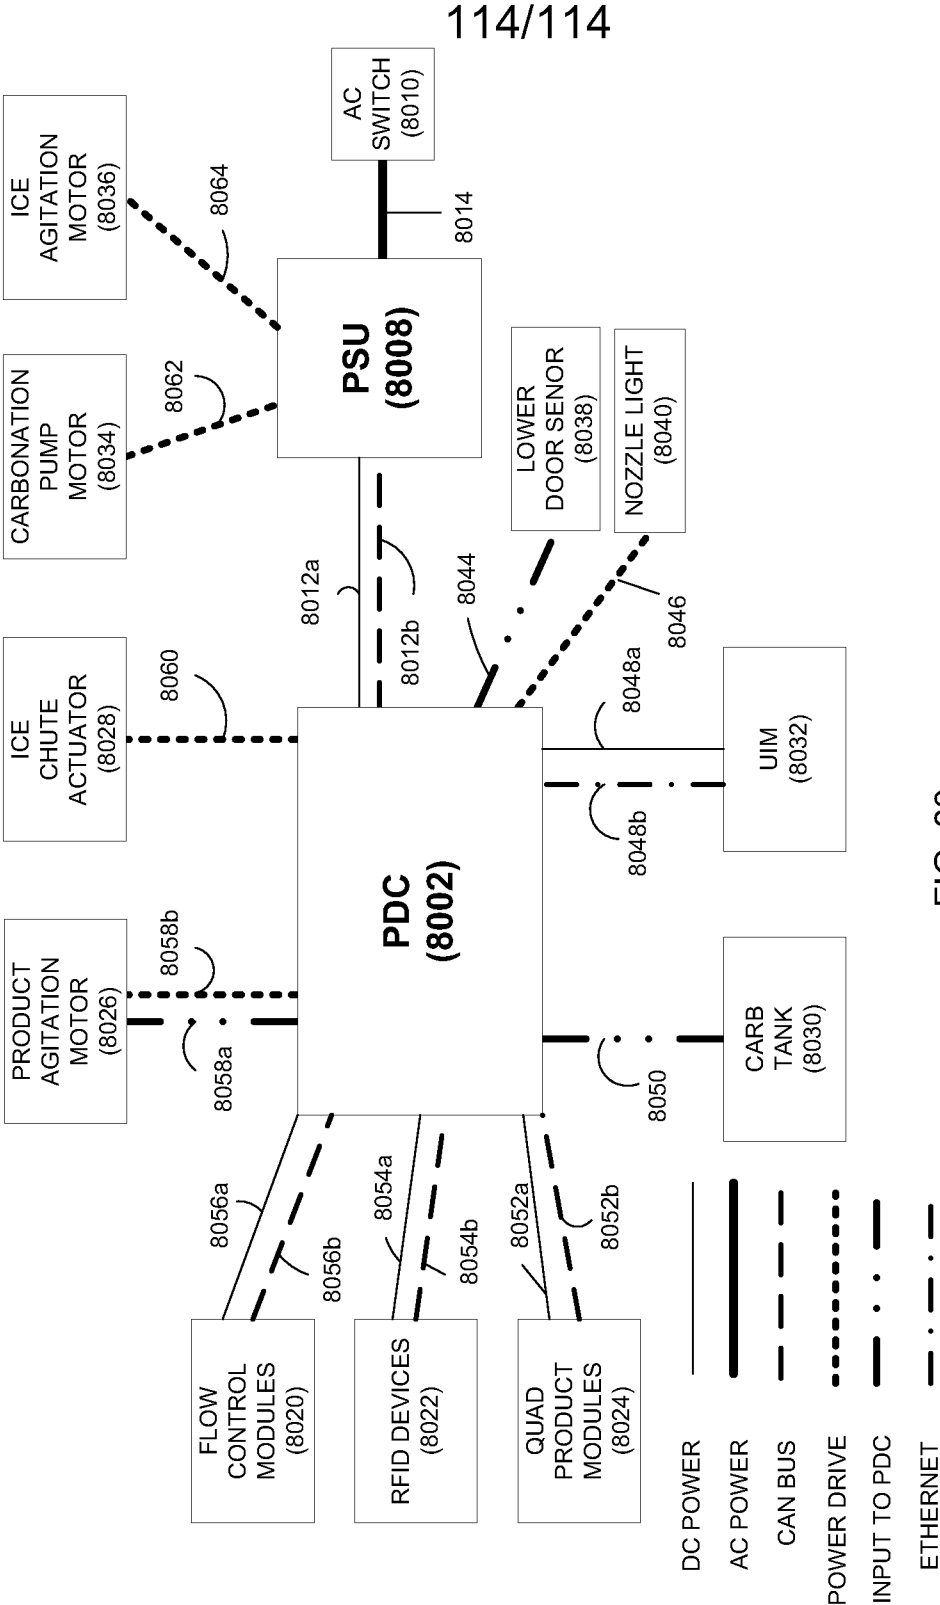 114/114
ICE
AGITATION
MOTOR
(8036)
8064
AC
SWITCH
(8010)
8014
CARBONATION
PUMP
MOTOR
(8034)
8062
PSU
(8008)
LOWER
DOOR SENOR
(8038)
NOZZLE LIGHT
(8040)
8012a
8012b
8044
8046
ICE
CHUTE
ACTUATOR
(8028)
8060
PDC
(8002)
8048a
8048b
UIM
(8032)
PRODUCT
AGITATION
MOTOR
(8026)
8058b
8058a
8050
CARB
TANK
(8030)
8056a
8056b
8054a
8054b
8052a
8052b
FLOW
CONTROL
MODULES
(8020)
RFID DEVICES
(8022)
QUAD
PRODUCT
MODULES
(8024)
DC POWER
AC POWER
CAN BUS
POWER DRIVE
INPUT TO PDC
ETHERNET
FIG.